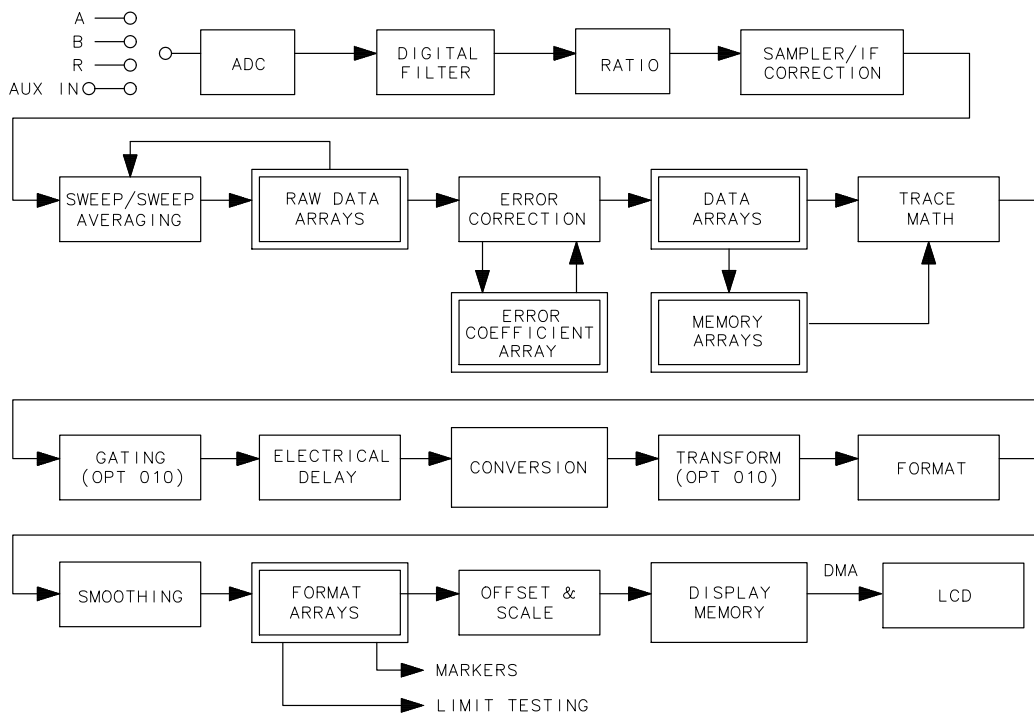 A
B
R
AUX IN
ADC
DIGITAL
FILTER
RATIO
SAMPLER/IF
CORRECTION
SWEEP/SWEEP
AVERAGING
RAW DATA
ARRAYS
ERROR
CORRECTION
DATA
ARRAYS
TRACE
MATH
ERROR
COEFFICIENT
ARRAY
MEMORY
ARRAYS
GATING
(OPT 010)
ELECTRICAL
DELAY
CONVERSION
TRANSFORM
(OPT 010)
FORMAT
SMOOTHING
FORMAT
ARRAYS
OFFSET &
SCALE
DISPLAY
MEMORY
DMA
LCD
MARKERS
LIMIT TESTING